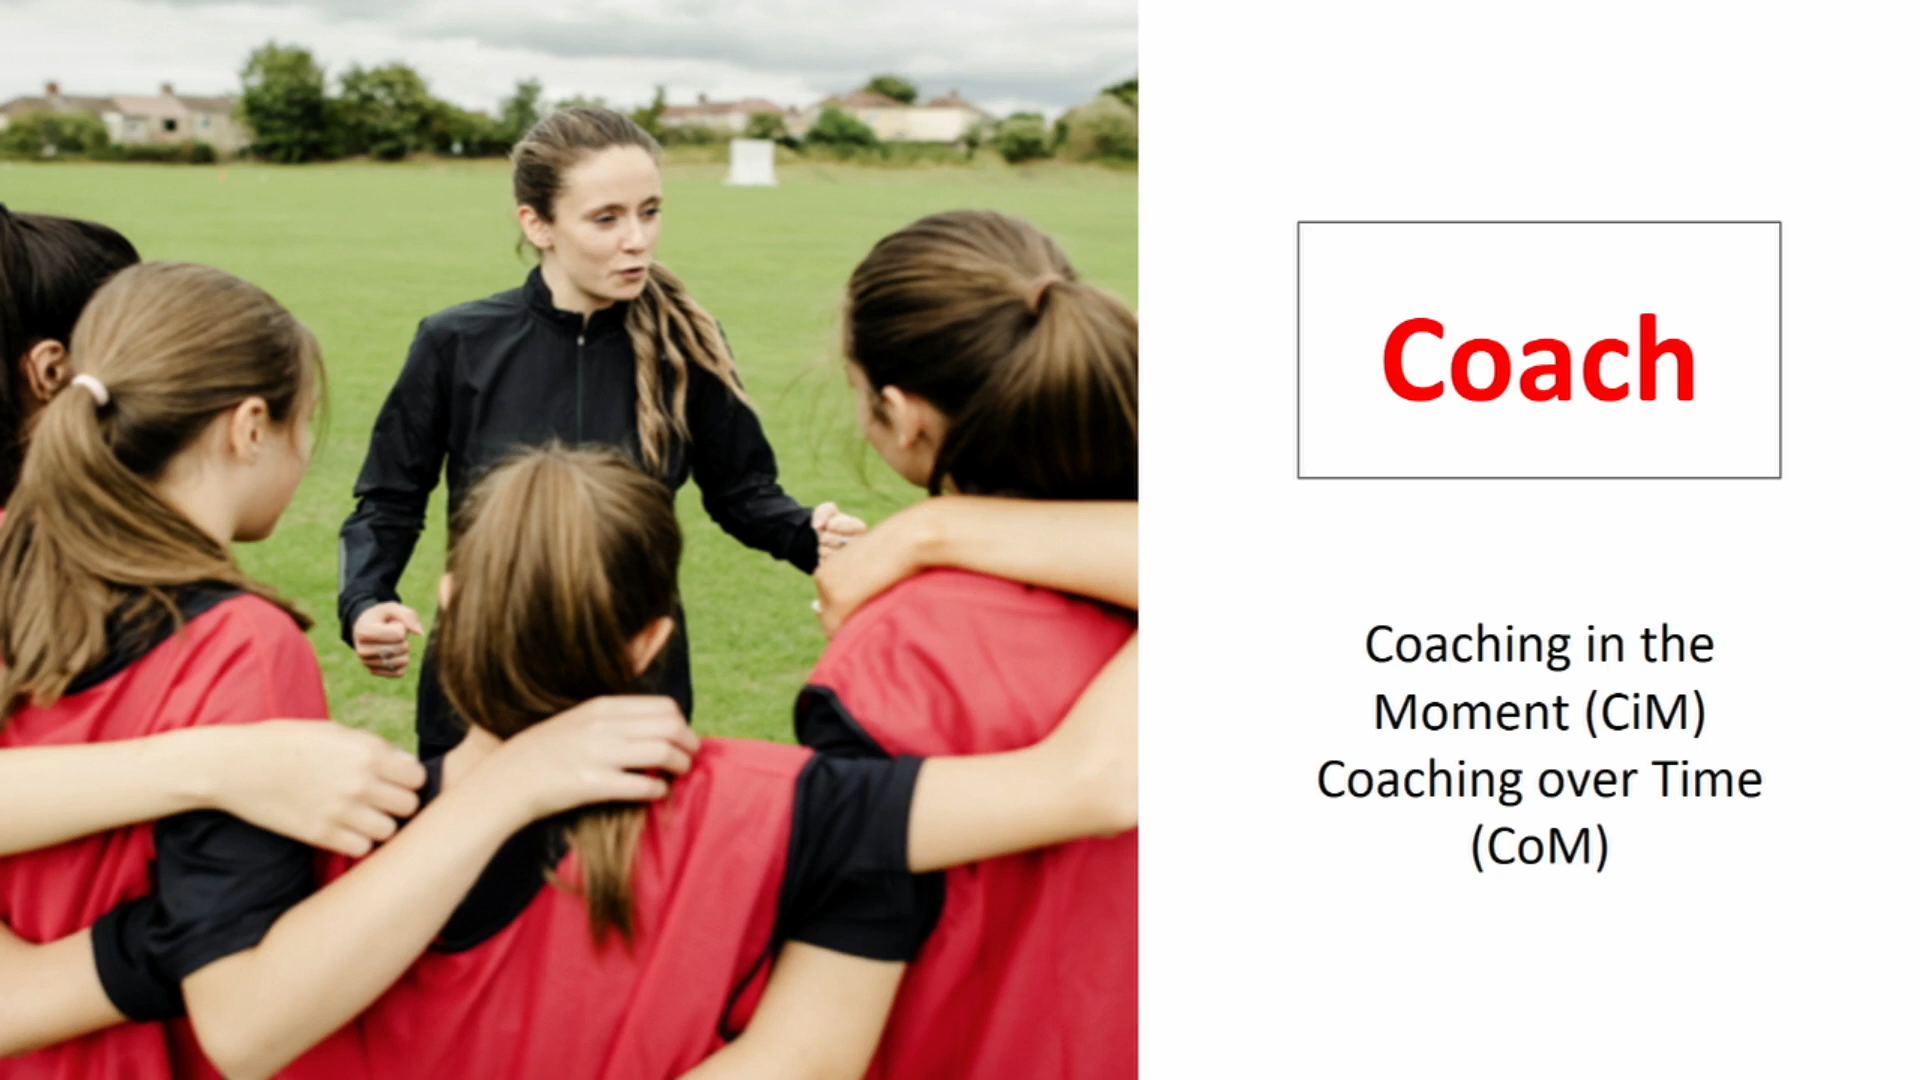 Coach
Coaching in the
Moment (CiM)
Coaching over Time
(CoM)